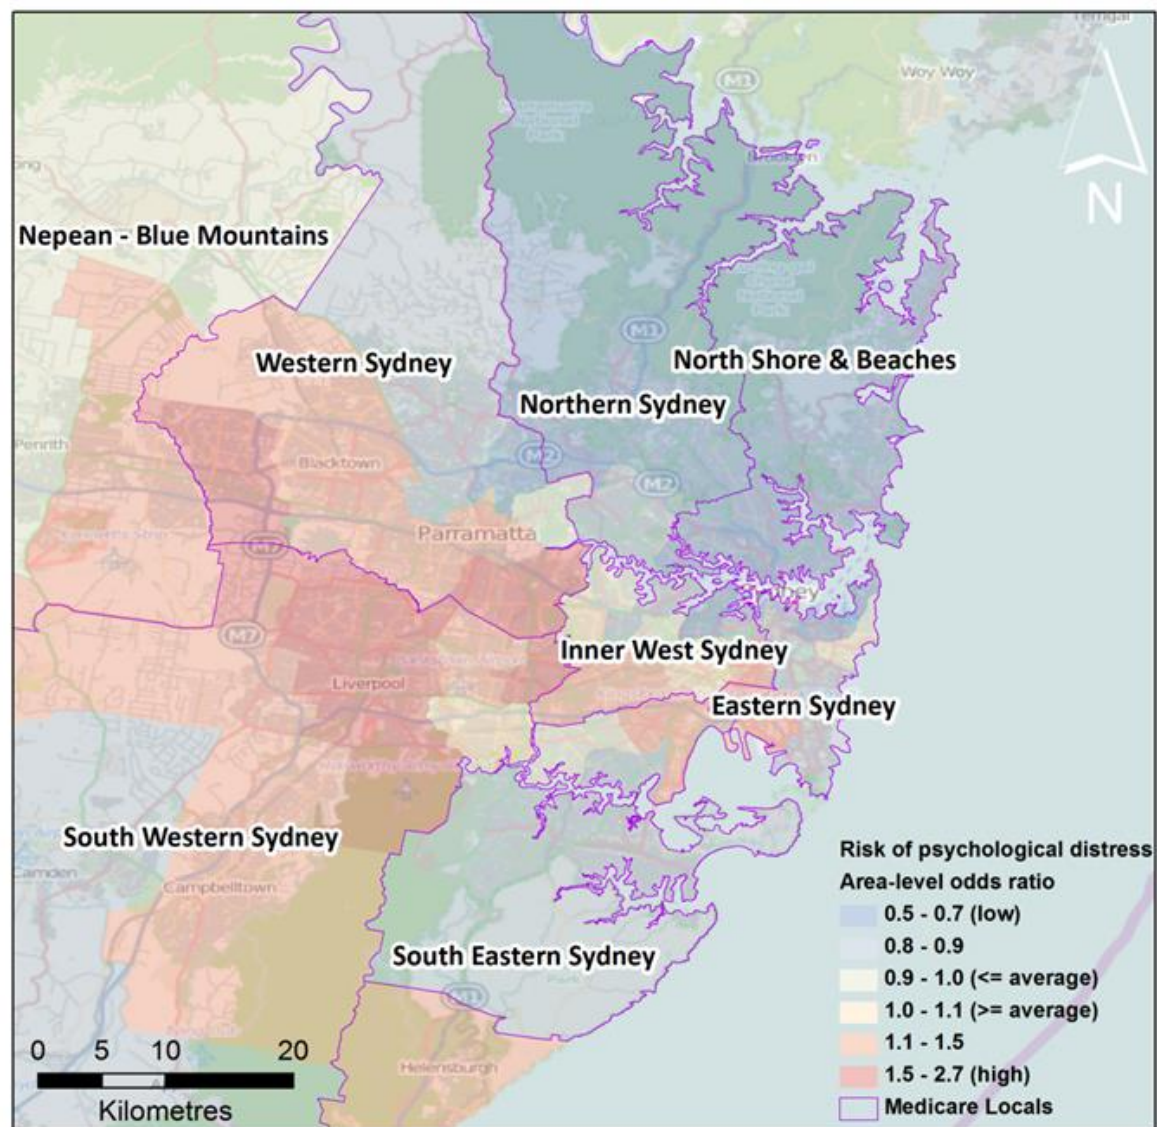 M1
Woy Woy
N
Nepean - Blue Mountains
M1
Western Sydney
North Shore & Beaches
Northern Sydney
Penrith
Blacktown
M2
M2
Parramatta
M7
M7
Inner West Sydney
Liverpool
Eastern Sydney
South Western Sydney
Camden
Campbelltown
South Eastern Sydney
M1
Helensburgh
Risk of psychological distress
Area-level odds ratio
0.5 - 0.7 (low)
0.8 - 0.9
0.9 - 1.0 (<= average)
1.0 - 1.1 (>= average)
1.1 - 1.5
1.5 - 2.7 (high)
Medicare Locals
0 5 10 20
Kilometres